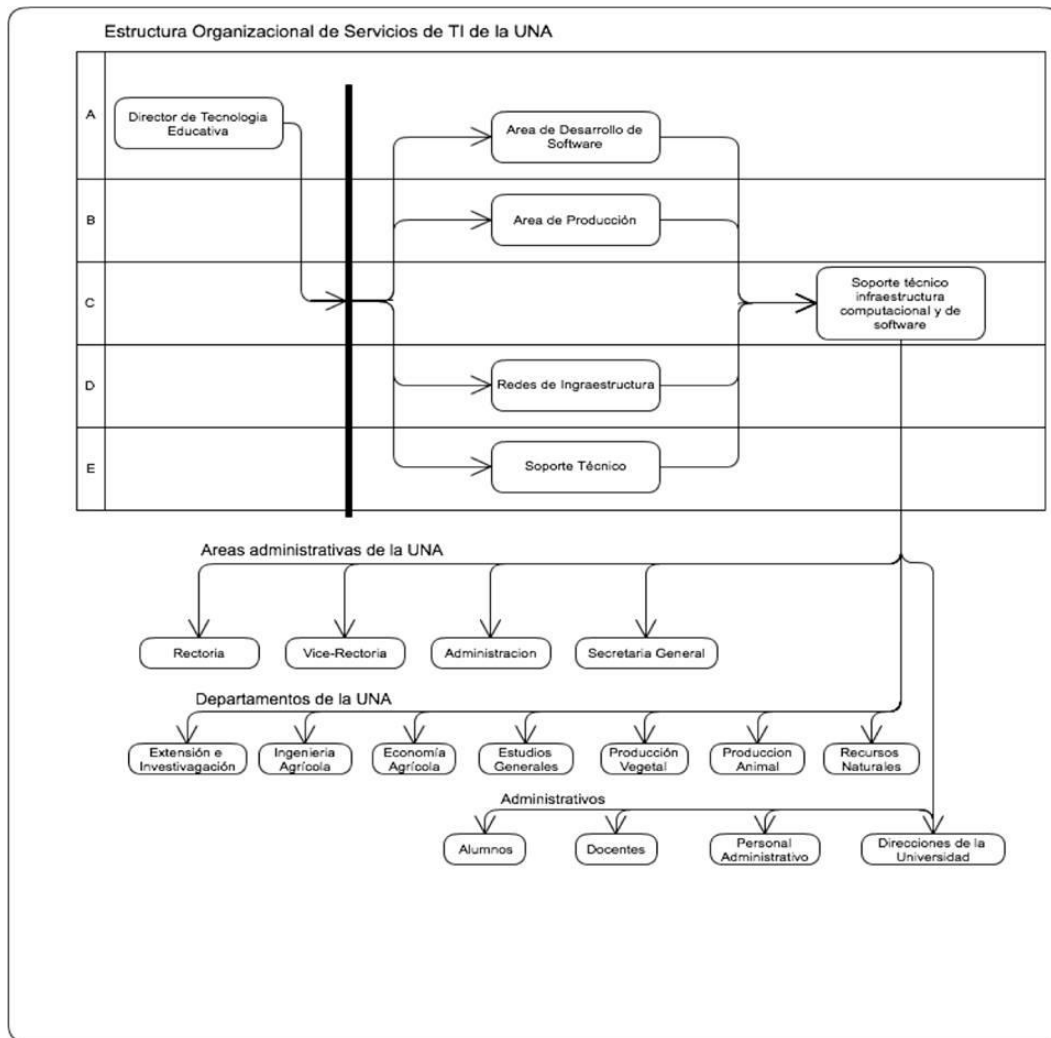 Estructura Organizacional de Servicios de TI de la UNA
A
Director de Tecnologia
Educativa
Area de Desarrollo de
Software
B
Area de Producción
C
Soporte técnico
infraestructura
computacional y de
software
D
Redes de Ingraestructura
E
Soporte Técnico
Areas administrativas de la UNA
Rectoria
Vice-Rectoria
Administracion
Secretaria General
Departamentos de la UNA
Extensión e
Investivagación
Ingenieria
Agrícola
Economía
Agrícola
Estudios
Generales
Producción
Vegetal
Produccion
Animal
Recursos
Naturales
Administrativos
Alumnos
Docentes
Personal
Administrativo
Direcciones de la
Universidad